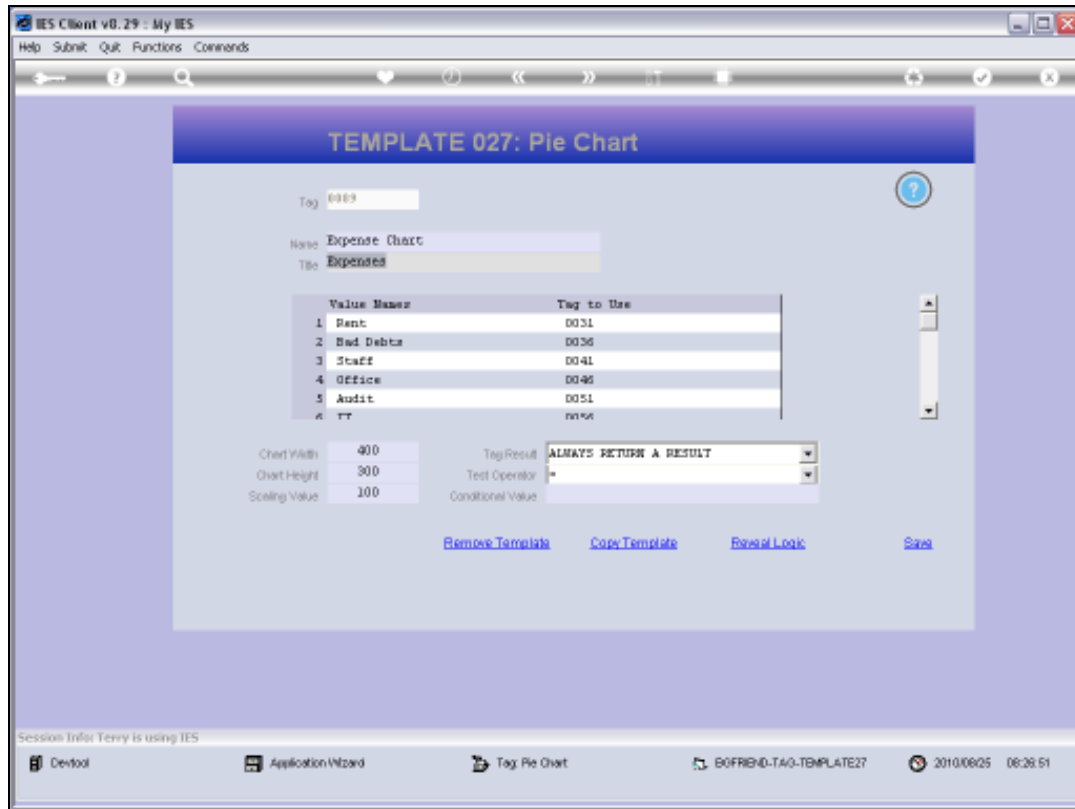 IES Client v8.29 : My IES
Help Submit Quit Functions Commands
TEMPLATE 027: Pie Chart
Tag 0089
Name Expense Chart
Title Expenses
Value Names Tag to Use
1 Rent 0031
2 Bad Debts 0036
3 Staff 0041
4 Office 0046
5 Audit 0051
6 IT 0056
Chart Width 400 Tag Result ALWAYS RETURN A RESULT
Chart Height 300 Test Operator =
Scaling Value 100 Conditional Value
Remove Template Copy Template Reveal Logic Save
Session Info: Terry is using IES
Devtool Application Wizard Tag: Pie Chart BGFRIEND-TAG-TEMPLATE27 2010/08/25 08:26:51